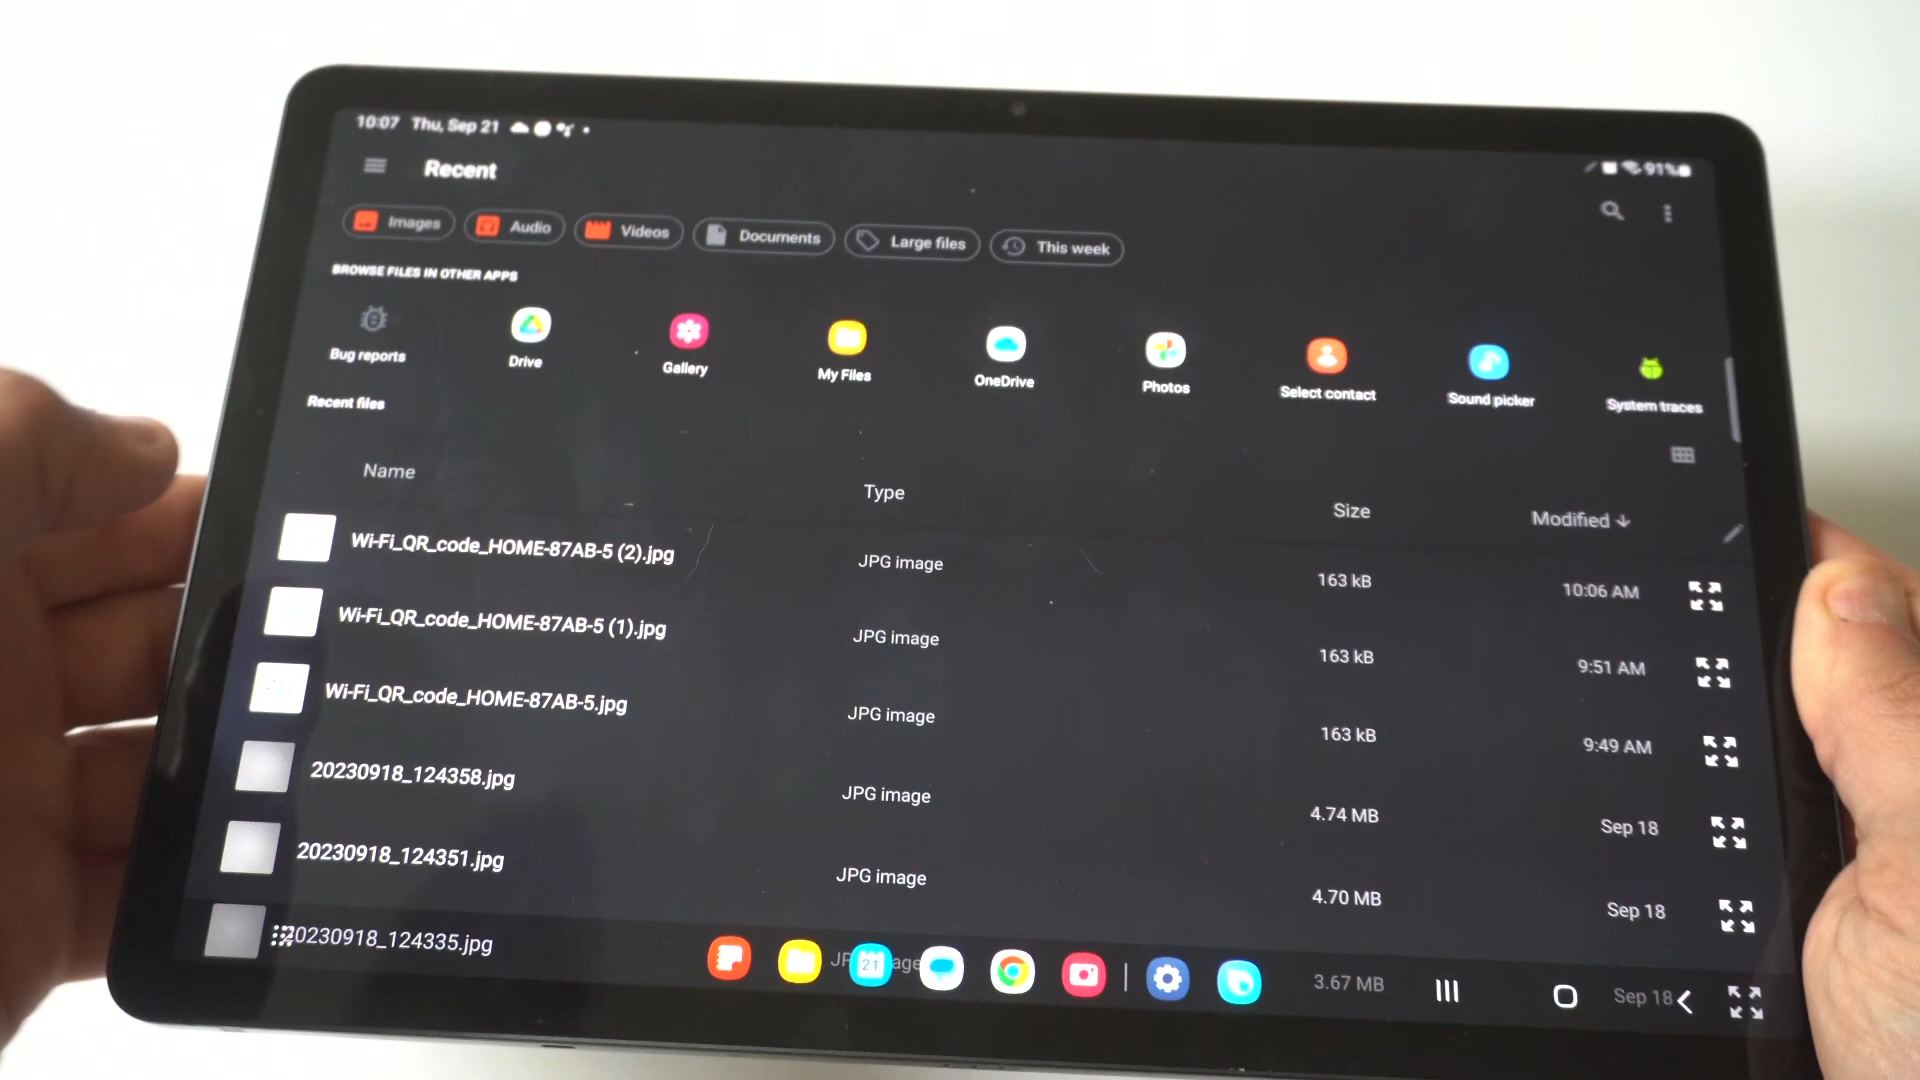 10:07 Thu, Sep 21
91%
Recent
Images Audio Videos Documents Large files This week
BROWSE FILES IN OTHER APPS
Bug reports Drive Gallery My Files OneDrive Photos Select contact Sound picker System traces
Recent files
Name Type Size Modified
Wi-Fi_QR_code_HOME-87AB-5 (2).jpg JPG image 163 kB 10:06 AM
Wi-Fi_QR_code_HOME-87AB-5 (1).jpg JPG image 163 kB 9:51 AM
Wi-Fi_QR_code_HOME-87AB-5.jpg JPG image 163 kB 9:49 AM
20230918_124358.jpg JPG image 4.74 MB Sep 18
20230918_124351.jpg JPG image 4.70 MB Sep 18
20230918_124335.jpg 21 3.67 MB Sep 18